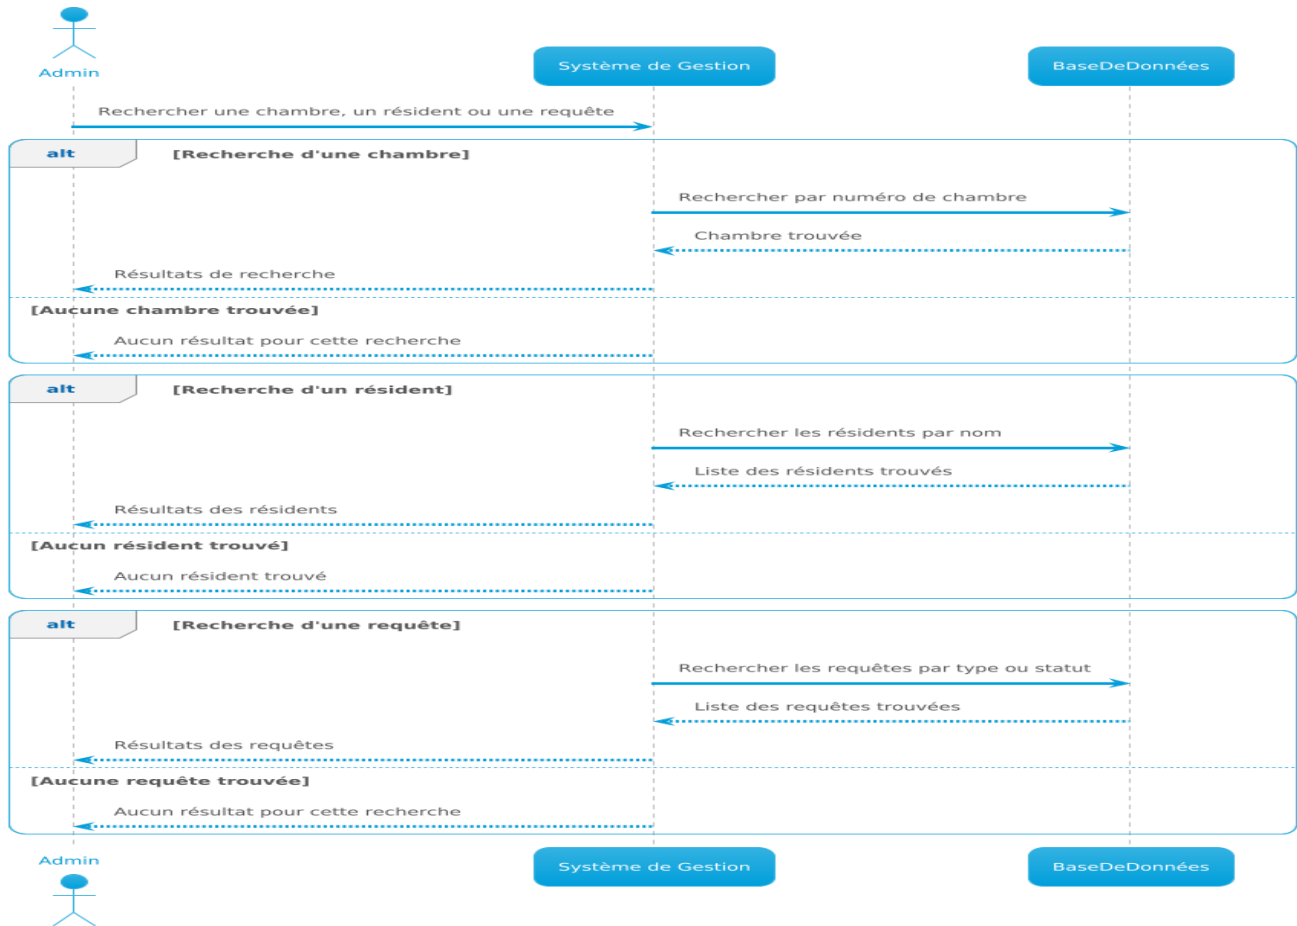 Admin
Système de Gestion
BaseDeDonnées
Rechercher une chambre, un résident ou une requête
alt
[Recherche d'une chambre]
Rechercher par numéro de chambre
Chambre trouvée
Résultats de recherche
[Aucune chambre trouvée]
Aucun résultat pour cette recherche
alt
[Recherche d'un résident]
Rechercher les résidents par nom
Liste des résidents trouvés
Résultats des résidents
[Aucun résident trouvé]
Aucun résident trouvé
alt
[Recherche d'une requête]
Rechercher les requêtes par type ou statut
Liste des requêtes trouvées
Résultats des requêtes
[Aucune requête trouvée]
Aucun résultat pour cette recherche
Admin
Système de Gestion
BaseDeDonnées